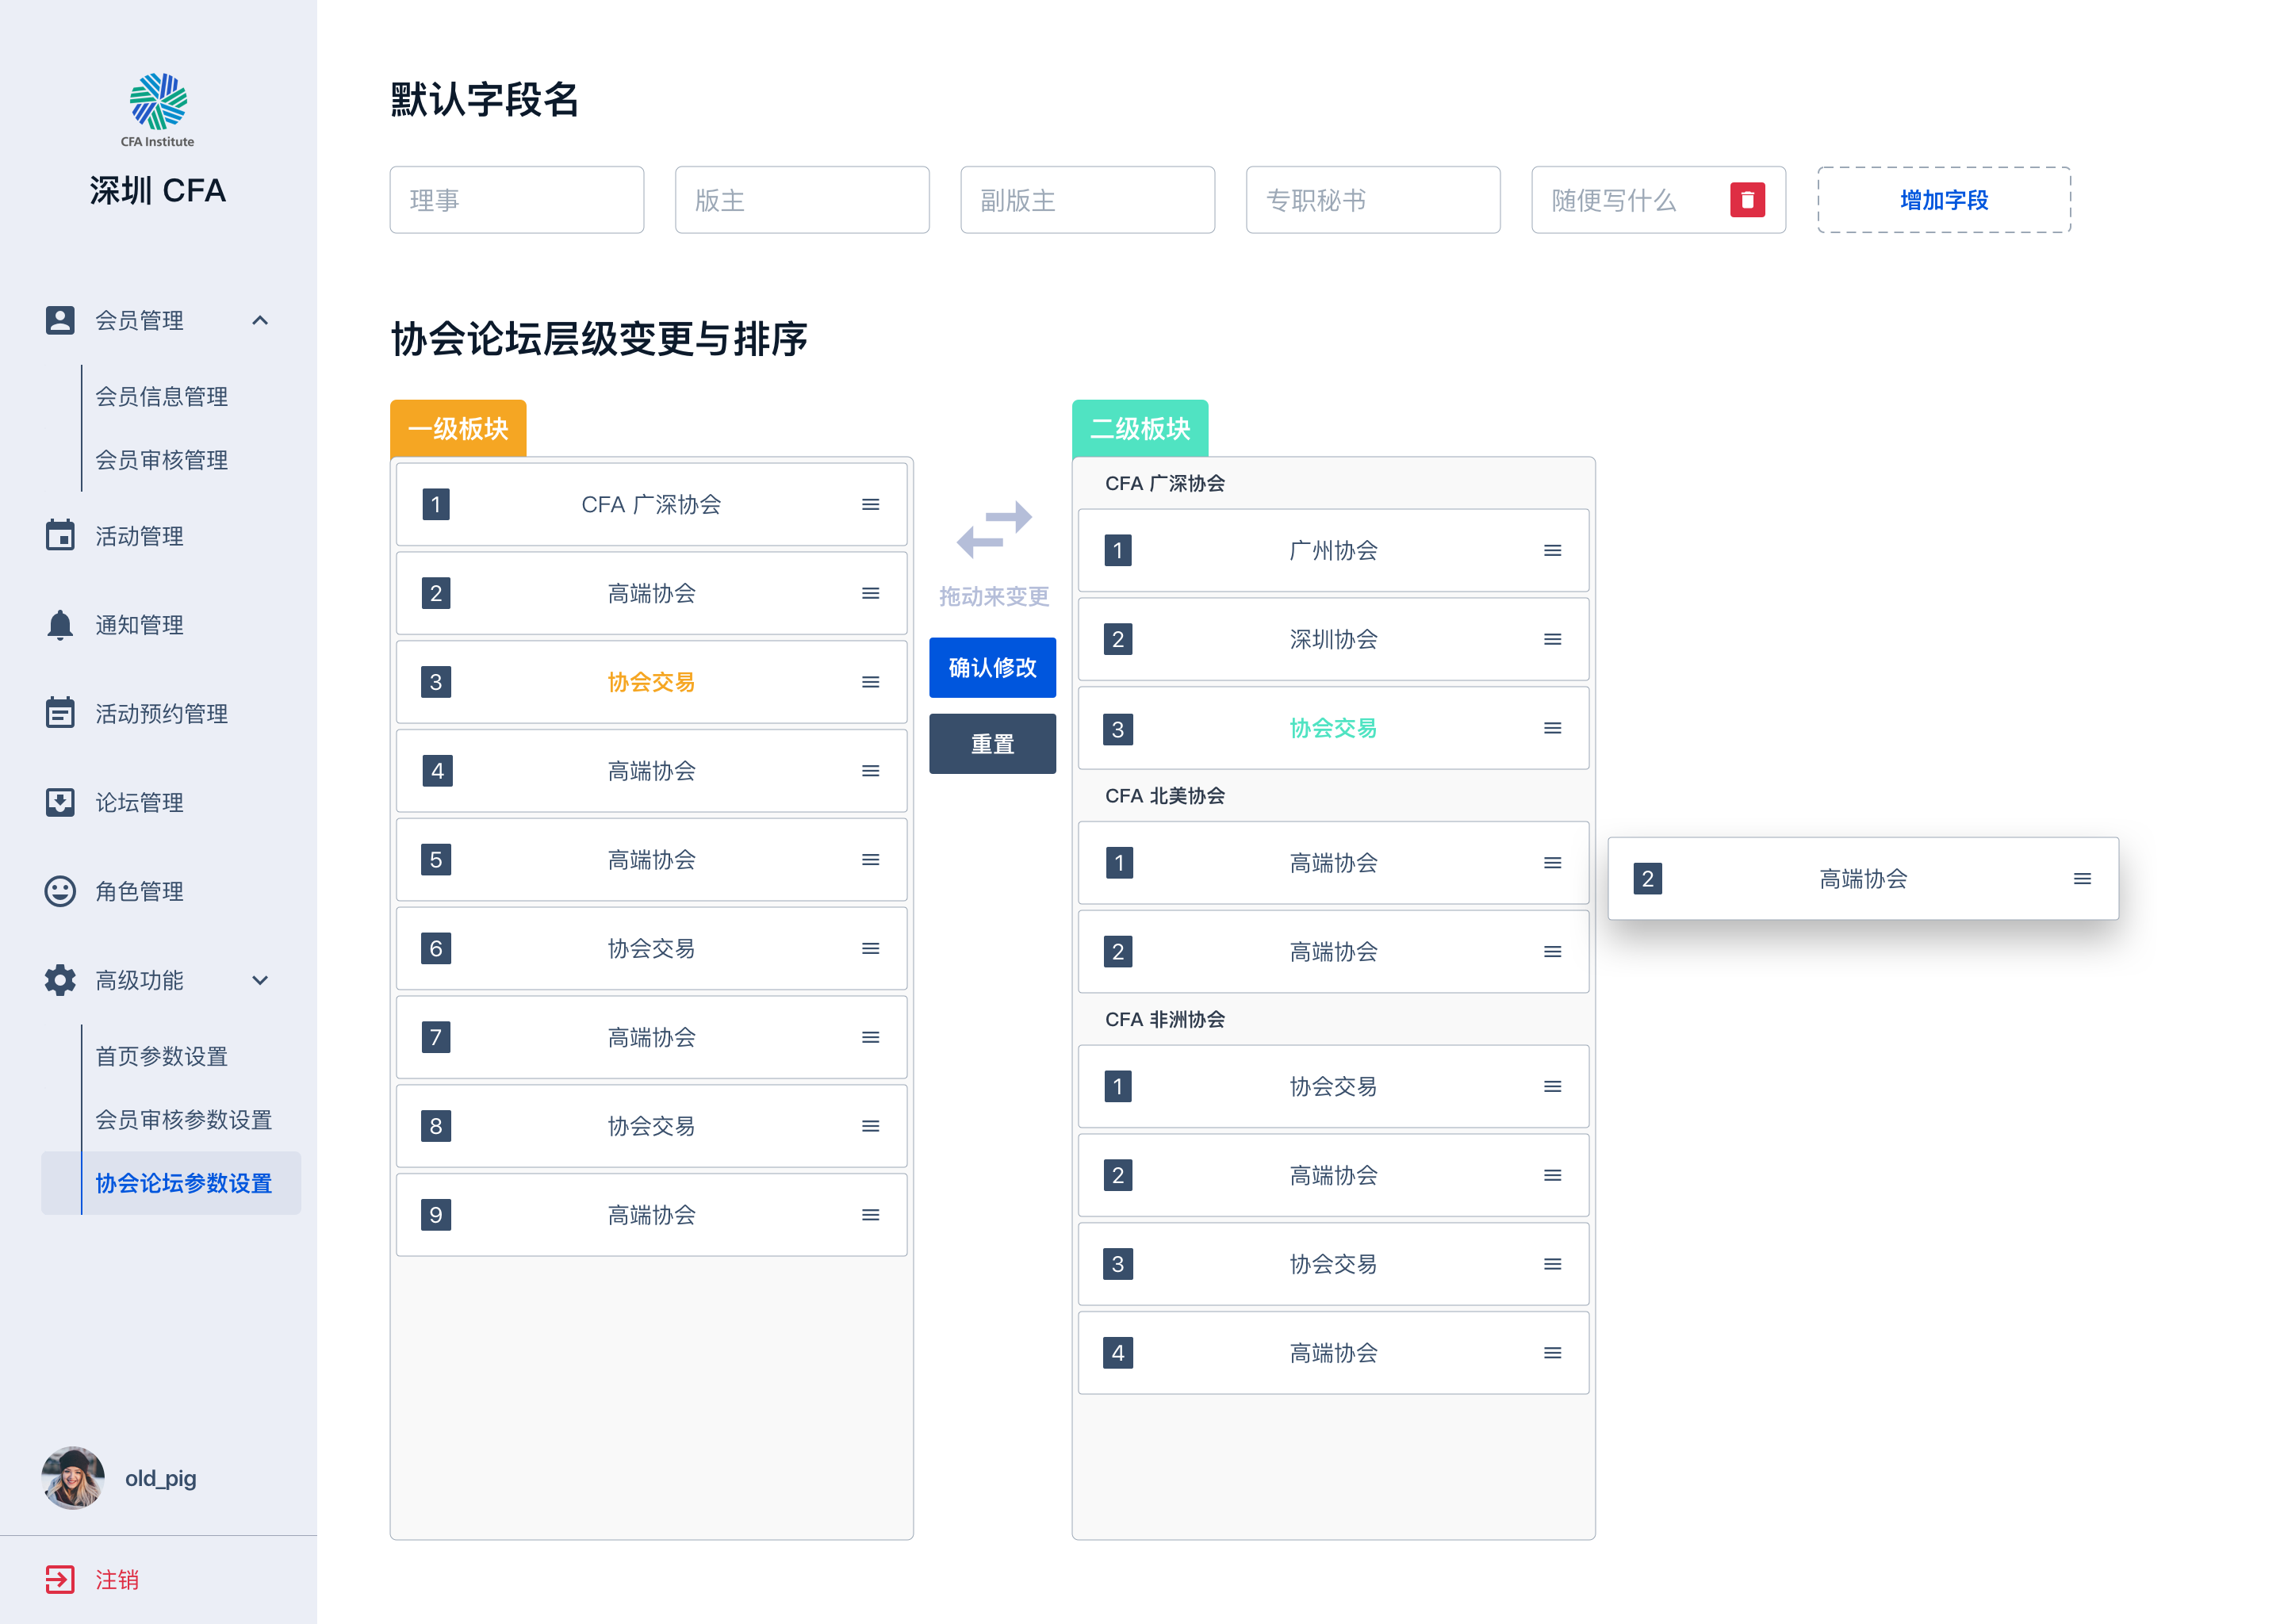 CFA Institute
深圳 CFA
会员管理
会员信息管理
会员审核管理
活动管理
通知管理
活动预约管理
论坛管理
角色管理
高级功能
首页参数设置
会员审核参数设置
协会论坛参数设置
old_pig
注销
默认字段名
理事
版主
副版主
专职秘书
随便写什么
增加字段
协会论坛层级变更与排序
一级板块
1 CFA 广深协会
2 高端协会
3 协会交易
4 高端协会
5 高端协会
6 协会交易
7 高端协会
8 协会交易
9 高端协会
拖动来变更
确认修改
重置
二级板块
CFA 广深协会
1 广州协会
2 深圳协会
3 协会交易
CFA 北美协会
1 高端协会
2 高端协会
CFA 非洲协会
1 协会交易
2 高端协会
3 协会交易
4 高端协会
2 高端协会